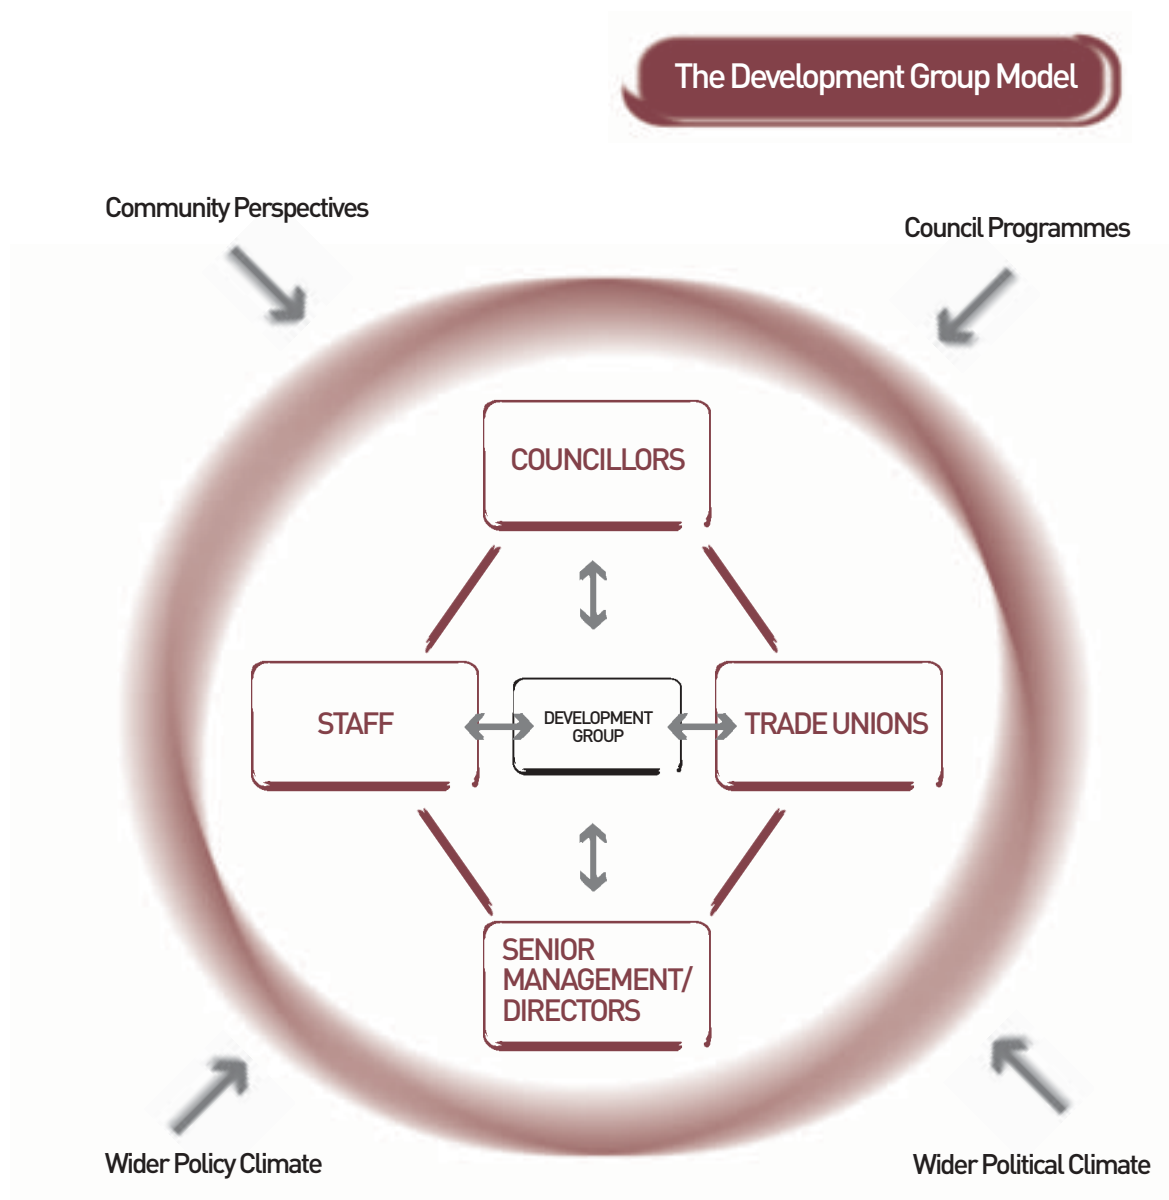 The Development Group Model
Community Perspectives
Council Programmes
COUNCILLORS
STAFF
DEVELOPMENT
GROUP
TRADE UNIONS
SENIOR
MANAGEMENT/
DIRECTORS
Wider Policy Climate
Wider Political Climate